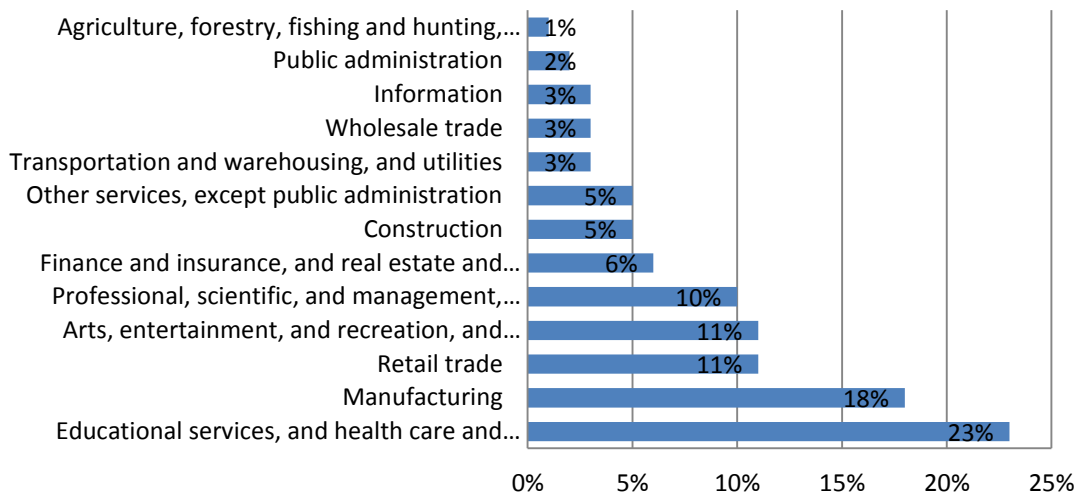 Agriculture, forestry, fishing and hunting,… 1%
Public administration 2%
Information 3%
Wholesale trade 3%
Transportation and warehousing, and utilities 3%
Other services, except public administration 5%
Construction 5%
Finance and insurance, and real estate and… 6%
Professional, scientific, and management,… 10%
Arts, entertainment, and recreation, and… 11%
Retail trade 11%
Manufacturing 18%
Educational services, and health care and… 23%
0% 5% 10% 15% 20% 25%